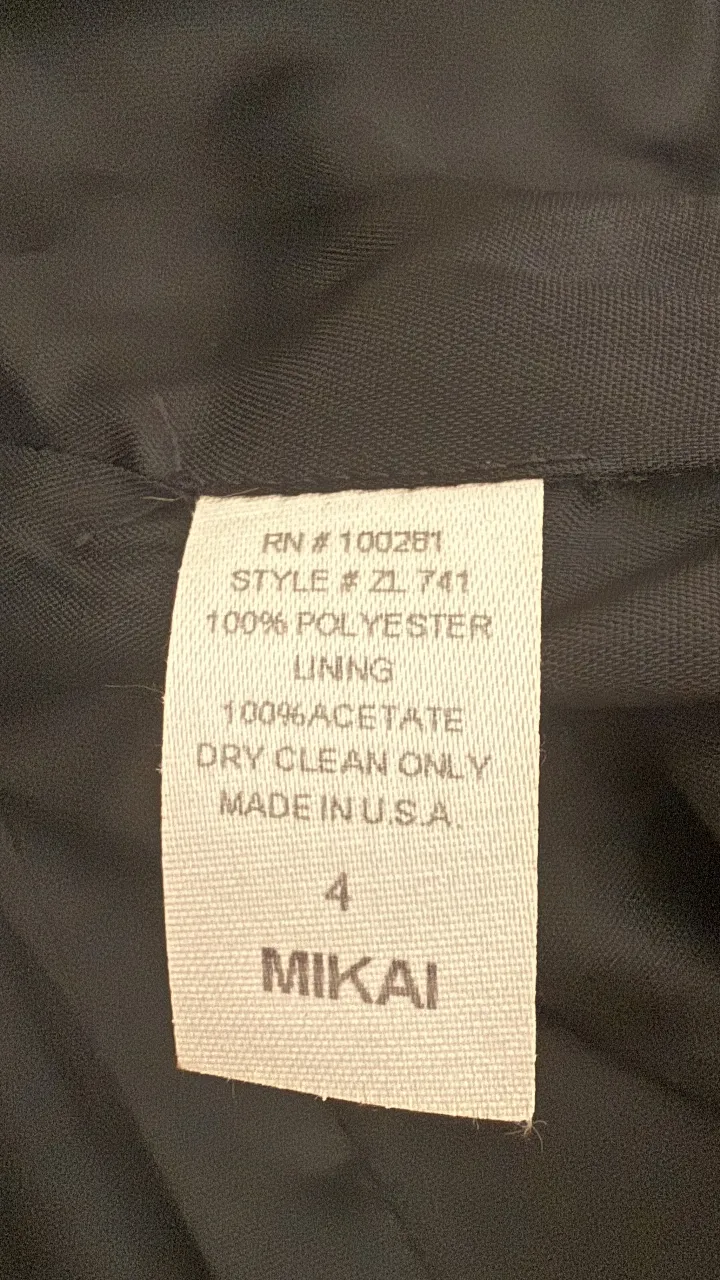 RN # 100281
STYLE # ZL 741
100% POLYESTER
LINING
100%ACETATE
DRY CLEAN ONLY
MADE IN U.S.A.
4
MIKAI